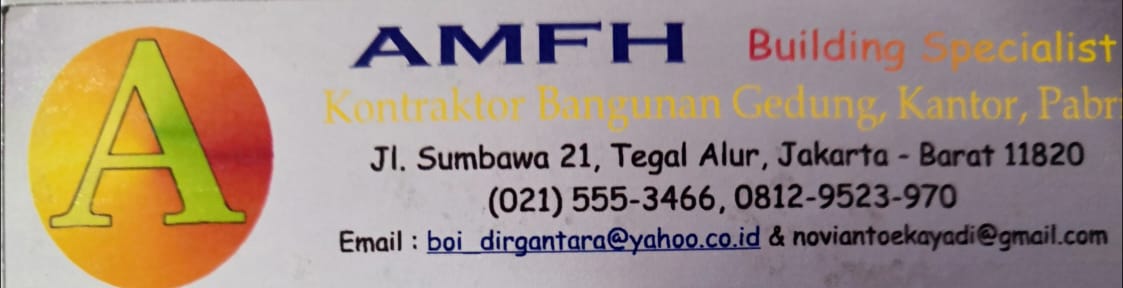 A
AMFH Building Specialist
Kontraktor Bangunan Gedung, Kantor,
Jl. Sumbawa 21, Tegal Alur, Jakarta - Barat 11820
(021) 555-3466, 0812-9523-970
Email : boi_dirgantara@yahoo.co.id & noviantoekayadi@gmail.com